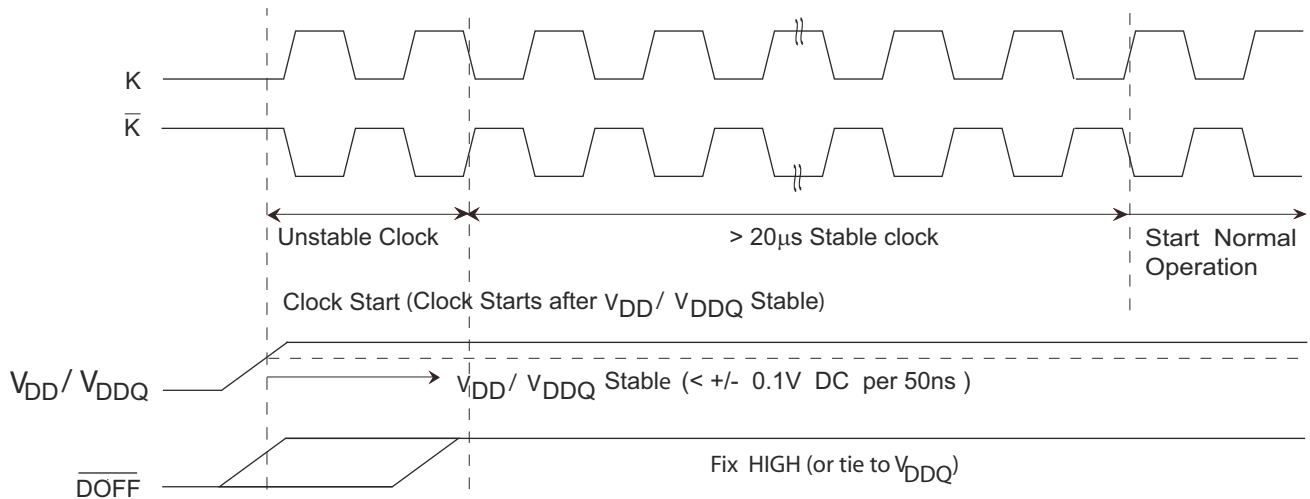 K
K̅
Unstable Clock
> 20µs Stable clock
Start Normal
Operation
Clock Start (Clock Starts after VDD / VDDQ Stable)
VDD / VDDQ
VDD / VDDQ Stable (< +/- 0.1V DC per 50ns )
D̅O̅F̅F̅
Fix HIGH (or tie to VDDQ)